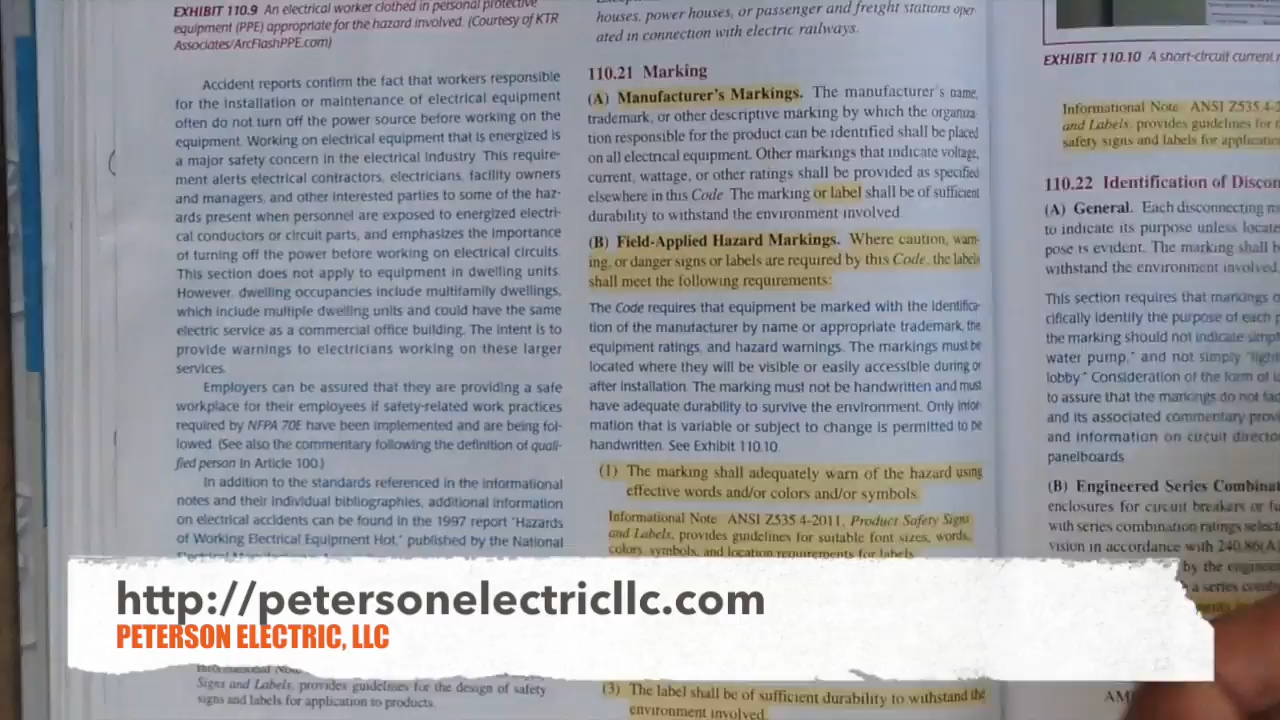 EXHIBIT 110.9 An electrical worker clothed in personal protective
equipment (PPE) appropriate for the hazard involved. (Courtesy of KTR
Associates/ArcFlashPPE.com)
Accident reports confirm the fact that workers responsible
for the installation or maintenance of electrical equipment
often do not turn off the power source before working on the
equipment. Working on electrical equipment that is energized is
a major safety concern in the electrical industry This require-
ment alerts electrical contractors, electricians, facility owners
and managers, and other interested parties to some of the haz-
ards present when personnel are exposed to energized electri-
cal conductors or circuit parts, and emphasizes the importance
of turning off the power before working on electrical circuits.
This section does not apply to equipment in dwelling units.
However, dwelling occupancies include multifamily dwellings,
which include multiple dwelling units and could have the same
electric service as a commercial office building. The intent is to
provide warnings to electricians working on these larger
services.
Employers can be assured that they are providing a safe
workplace for their employees if safety-related work practices
required by NFPA 70E have been implemented and are being fol-
lowed. (See also the commentary following the definition of quali-
fied person in Article 100.)
In addition to the standards referenced in the informational
notes and their individual bibliographies, additional information
on electrical accidents can be found in the 1997 report "Hazards
of Working Electrical Equipment Hot," published by the National
Signs and Labels, provides guidelines for the design of safety
signs and labels for application to products.
houses, power houses, or passenger and freight stations oper-
ated in connection with electric railways.
110.21 Marking
(A) Manufacturer's Markings. The manufacturer's name,
trademark, or other descriptive marking by which the organiza-
tion responsible for the product can be identified shall be placed
on all electrical equipment. Other markings that indicate voltage,
current, wattage, or other ratings shall be provided as specified
elsewhere in this Code The marking or label shall be of sufficient
durability to withstand the environment involved
(B) Field-Applied Hazard Markings. Where caution, warn-
ing, or danger signs or labels are required by this Code, the labels
shall meet the following requirements:
The Code requires that equipment be marked with the identifica-
tion of the manufacturer by name or appropriate trademark, the
equipment ratings, and hazard warnings. The markings must be
located where they will be visible or easily accessible during or
after installation. The marking must not be handwritten and must
have adequate durability to survive the environment. Only infor-
mation that is variable or subject to change is permitted to be
handwritten. See Exhibit 110.10.
(1) The marking shall adequately warn of the hazard using
effective words and/or colors and/or symbols.
Informational Note ANSI Z535 4-2011, Product Safety Signs
and Labels, provides guidelines for suitable font sizes, words,
colors, symbols, and location requirements for labels
(3) The label shall be of sufficient durability to withstand the
environment involved.
EXHIBIT 110.10 A short-circuit current
Informational Note ANSI Z535.4-2
and Labels, provides guidelines for
safety signs and labels for application
110.22 Identification of Discon
(A) General. Each disconnecting m
to indicate its purpose unless locate
pose is evident. The marking shall b
withstand the environment involved.
This section requires that markings
cifically identify the purpose of each p
the marking should not indicate simpl
water pump," and not simply "light
lobby" Consideration of the form of
to assure that the markings do not fad
and its associated commentary prov
and information on circuit director
panelboards
(B) Engineered Series Combinat
enclosures for circuit breakers or fu
with series combination ratings select
vision in accordance with 240.86(A)
by the engineer
a series comb
AM
http://petersonelectricllc.com
PETERSON ELECTRIC, LLC